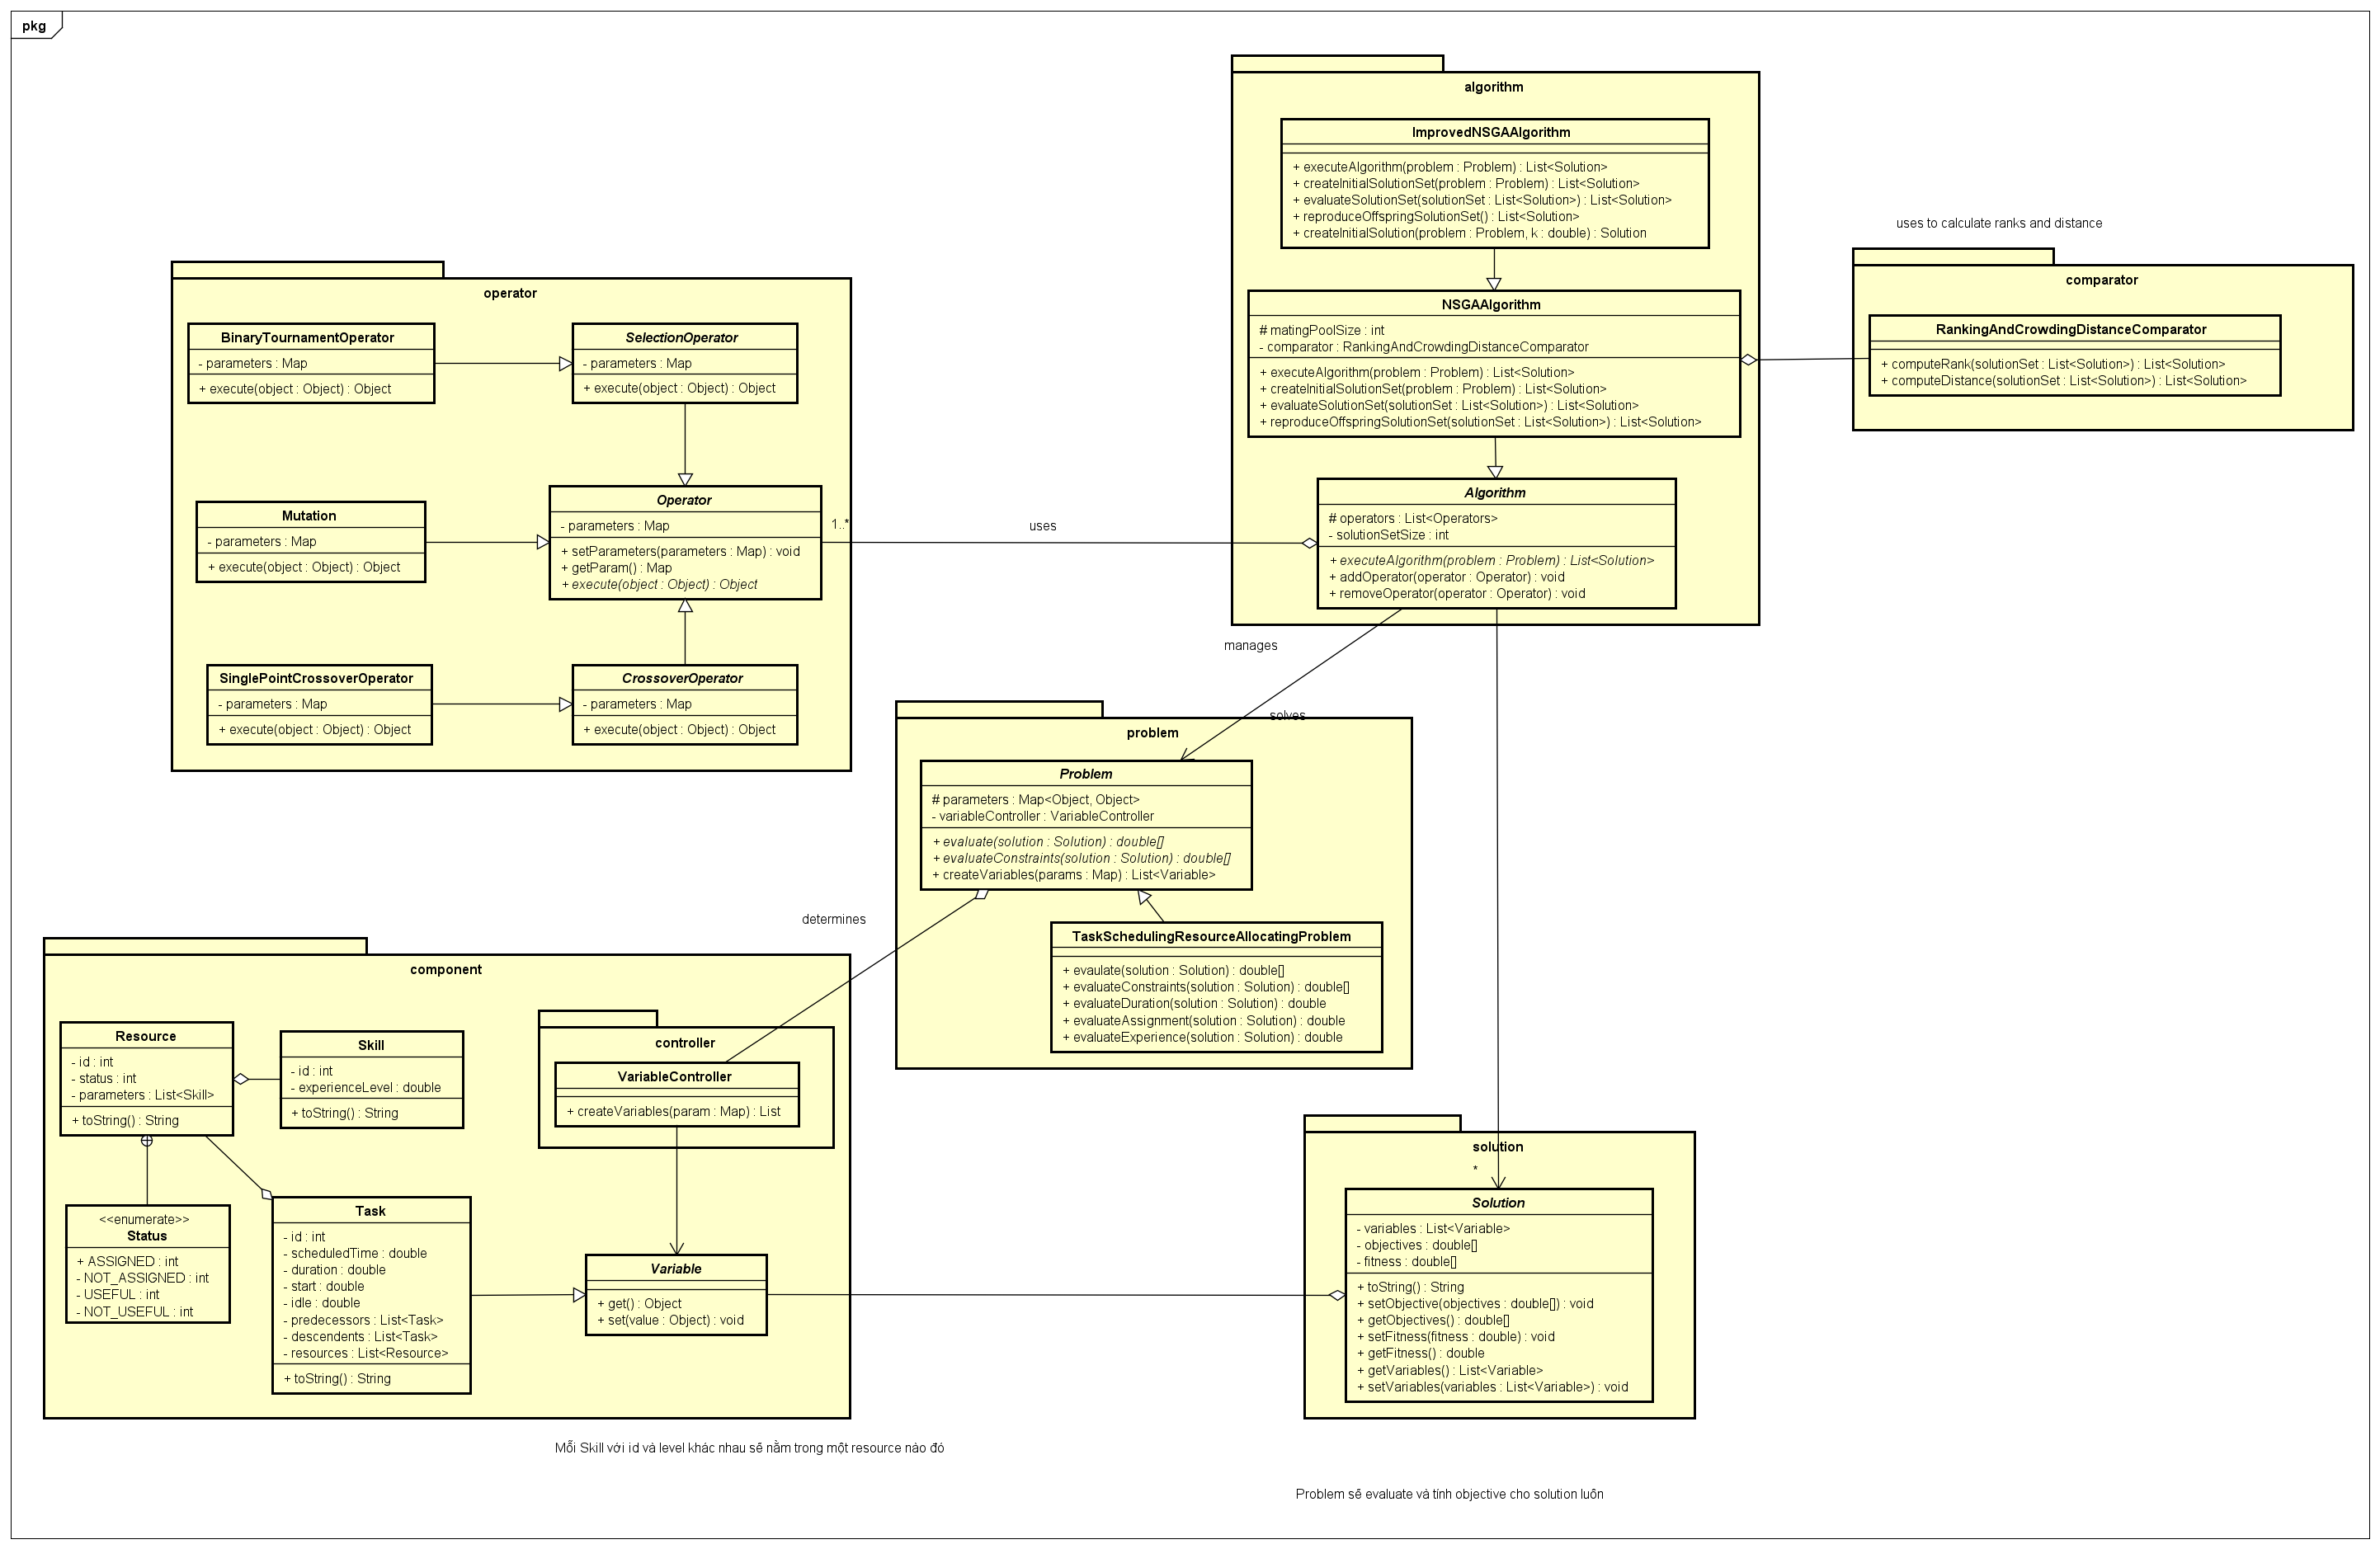 pkg
algorithm
ImprovedNSGAAlgorithm
+ executeAlgorithm(problem : Problem) : List<Solution>
+ createInitialSolutionSet(problem : Problem) : List<Solution>
+ evaluateSolutionSet(solutionSet : List<Solution>) : List<Solution>
+ reproduceOffspringSolutionSet() : List<Solution>
+ createInitialSolution(problem : Problem, k : double) : Solution
NSGAAlgorithm
# matingPoolSize : int
- comparator : RankingAndCrowdingDistanceComparator
+ executeAlgorithm(problem : Problem) : List<Solution>
+ createInitialSolutionSet(problem : Problem) : List<Solution>
+ evaluateSolutionSet(solutionSet : List<Solution>) : List<Solution>
+ reproduceOffspringSolutionSet(solutionSet : List<Solution>) : List<Solution>
Algorithm
# operators : List<Operators>
- solutionSetSize : int
+ executeAlgorithm(problem : Problem) : List<Solution>
+ addOperator(operator : Operator) : void
+ removeOperator(operator : Operator) : void
uses to calculate ranks and distance
comparator
RankingAndCrowdingDistanceComparator
+ computeRank(solutionSet : List<Solution>) : List<Solution>
+ computeDistance(solutionSet : List<Solution>) : List<Solution>
operator
BinaryTournamentOperator
- parameters : Map
+ execute(object : Object) : Object
SelectionOperator
- parameters : Map
+ execute(object : Object) : Object
Mutation
- parameters : Map
+ execute(object : Object) : Object
Operator
- parameters : Map
+ setParameters(parameters : Map) : void
+ getParam() : Map
+ execute(object : Object) : Object
1..*
uses
SinglePointCrossoverOperator
- parameters : Map
+ execute(object : Object) : Object
CrossoverOperator
- parameters : Map
+ execute(object : Object) : Object
manages
solves
problem
Problem
# parameters : Map<Object, Object>
- variableController : VariableController
+ evaluate(solution : Solution) : double[]
+ evaluateConstraints(solution : Solution) : double[]
+ createVariables(params : Map) : List<Variable>
TaskSchedulingResourceAllocatingProblem
+ evaulate(solution : Solution) : double[]
+ evaluateConstraints(solution : Solution) : double[]
+ evaluateDuration(solution : Solution) : double
+ evaluateAssignment(solution : Solution) : double
+ evaluateExperience(solution : Solution) : double
determines
component
Resource
- id : int
- status : int
- parameters : List<Skill>
+ toString() : String
Skill
- id : int
- experienceLevel : double
+ toString() : String
controller
VariableController
+ createVariables(param : Map) : List
<<enumerate>>
Status
+ ASSIGNED : int
- NOT_ASSIGNED : int
- USEFUL : int
- NOT_USEFUL : int
Task
- id : int
- scheduledTime : double
- duration : double
- start : double
- idle : double
- predecessors : List<Task>
- descendents : List<Task>
- resources : List<Resource>
+ toString() : String
Variable
+ get() : Object
+ set(value : Object) : void
solution
*
Solution
- variables : List<Variable>
- objectives : double[]
- fitness : double[]
+ toString() : String
+ setObjective(objectives : double[]) : void
+ getObjectives() : double[]
+ setFitness(fitness : double) : void
+ getFitness() : double
+ getVariables() : List<Variable>
+ setVariables(variables : List<Variable>) : void
Mỗi Skill với id và level khác nhau sẽ nằm trong một resource nào đó
Problem sẽ evaluate và tính objective cho solution luôn